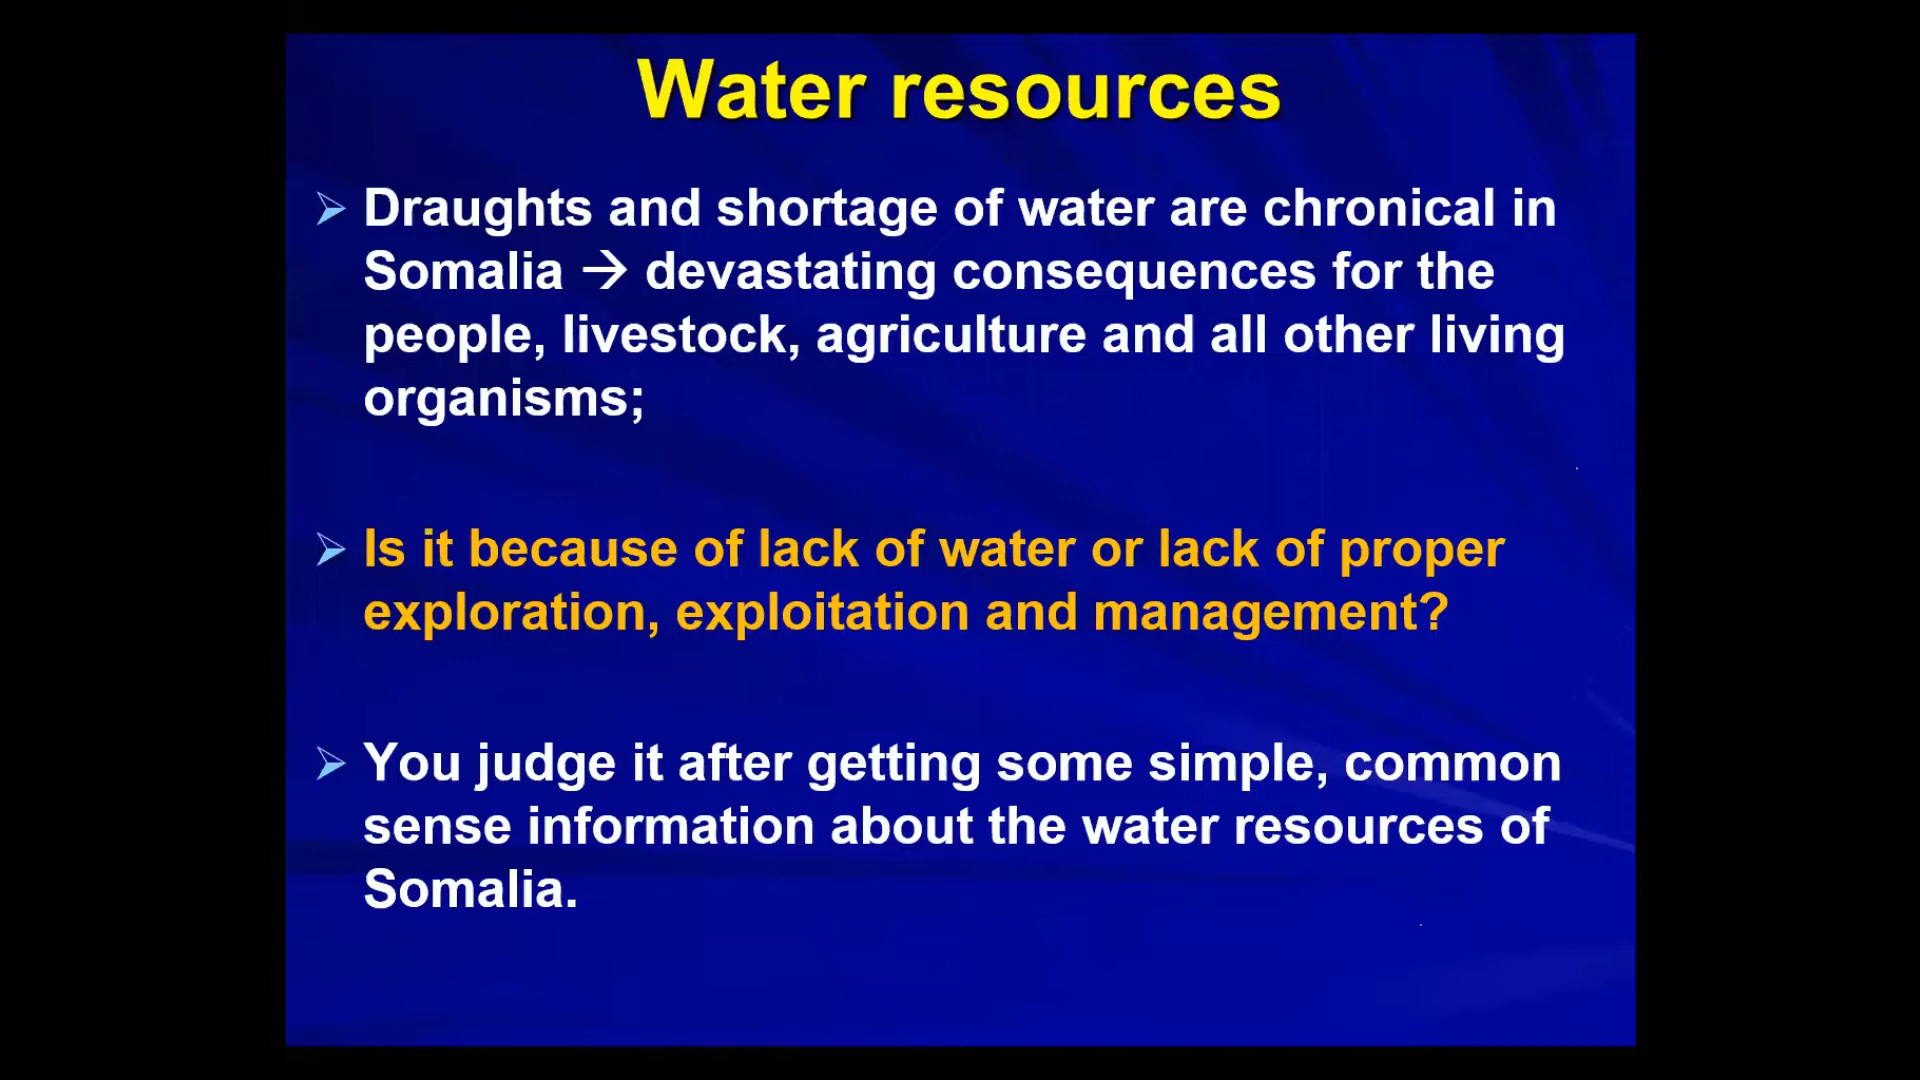 Water resources
➢ Draughts and shortage of water are chronical in
Somalia → devastating consequences for the
people, livestock, agriculture and all other living
organisms;
➢ Is it because of lack of water or lack of proper
exploration, exploitation and management?
➢ You judge it after getting some simple, common
sense information about the water resources of
Somalia.